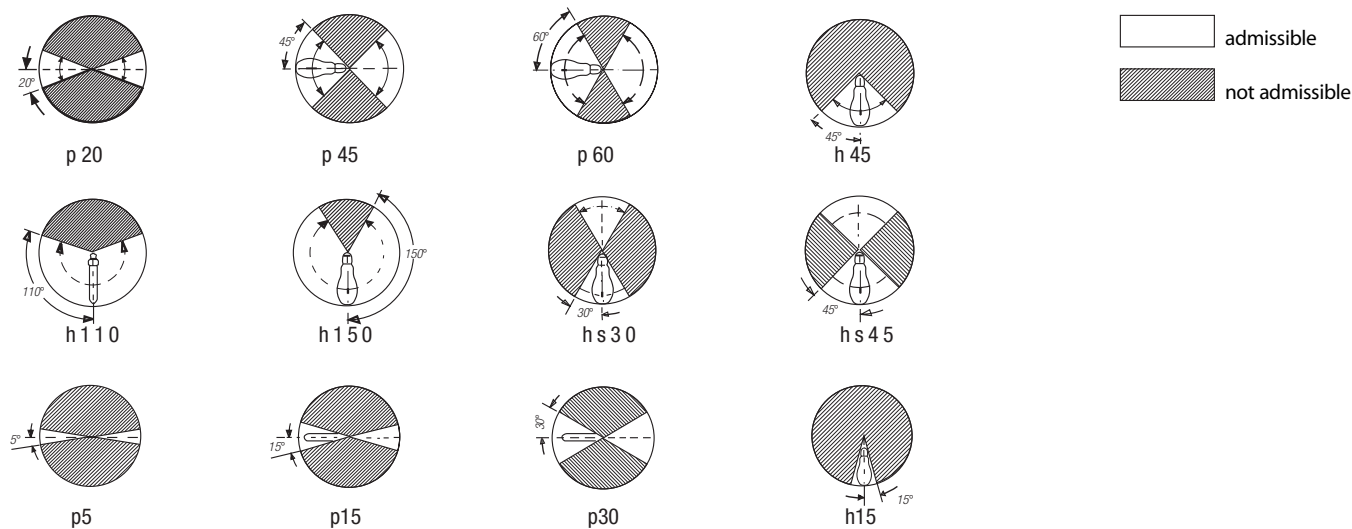 45°
60°
20°
45°
admissible
not admissible
p 20
p 45
p 60
h 45
110°
150°
30°
45°
h 1 1 0
h 1 5 0
h s 3 0
h s 4 5
5°
15°
30°
15°
p5
p15
p30
h15